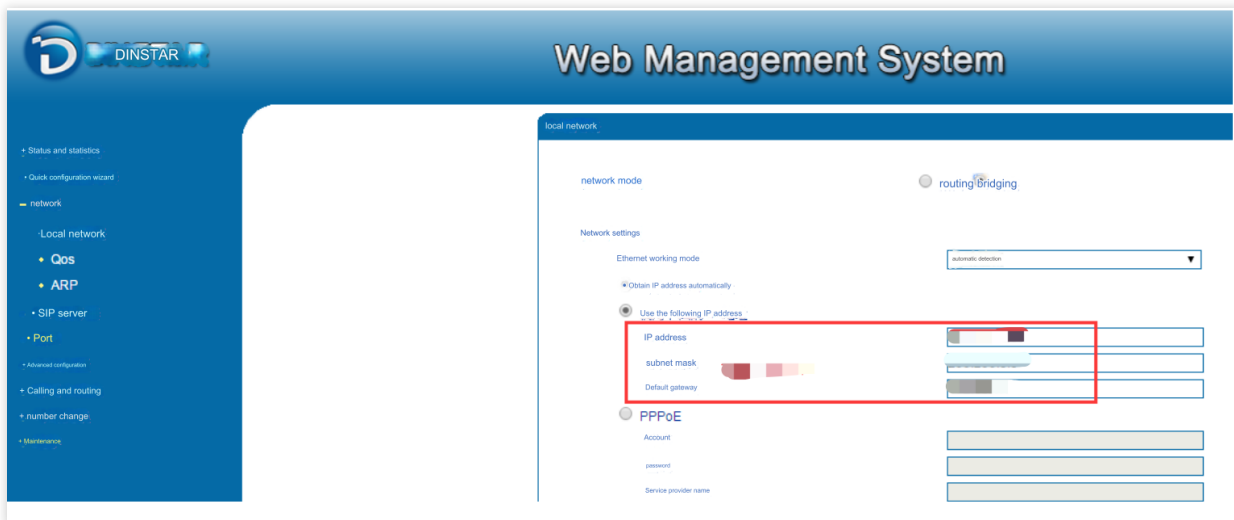 DINSTAR
Web Management System
+ Status and statistics
• Quick configuration wizard
network
·Local network
Qos
ARP
• SIP server
• Port
• Advanced configuration
+ Calling and routing
+ number change
• Maintenance
local network
network mode
routing bridging
Network settings
Ethernet working mode
automatic detection
Obtain IP address automatically
Use the following IP address
IP address
subnet mask
Default gateway
PPPoE
Account
password
Service provider name